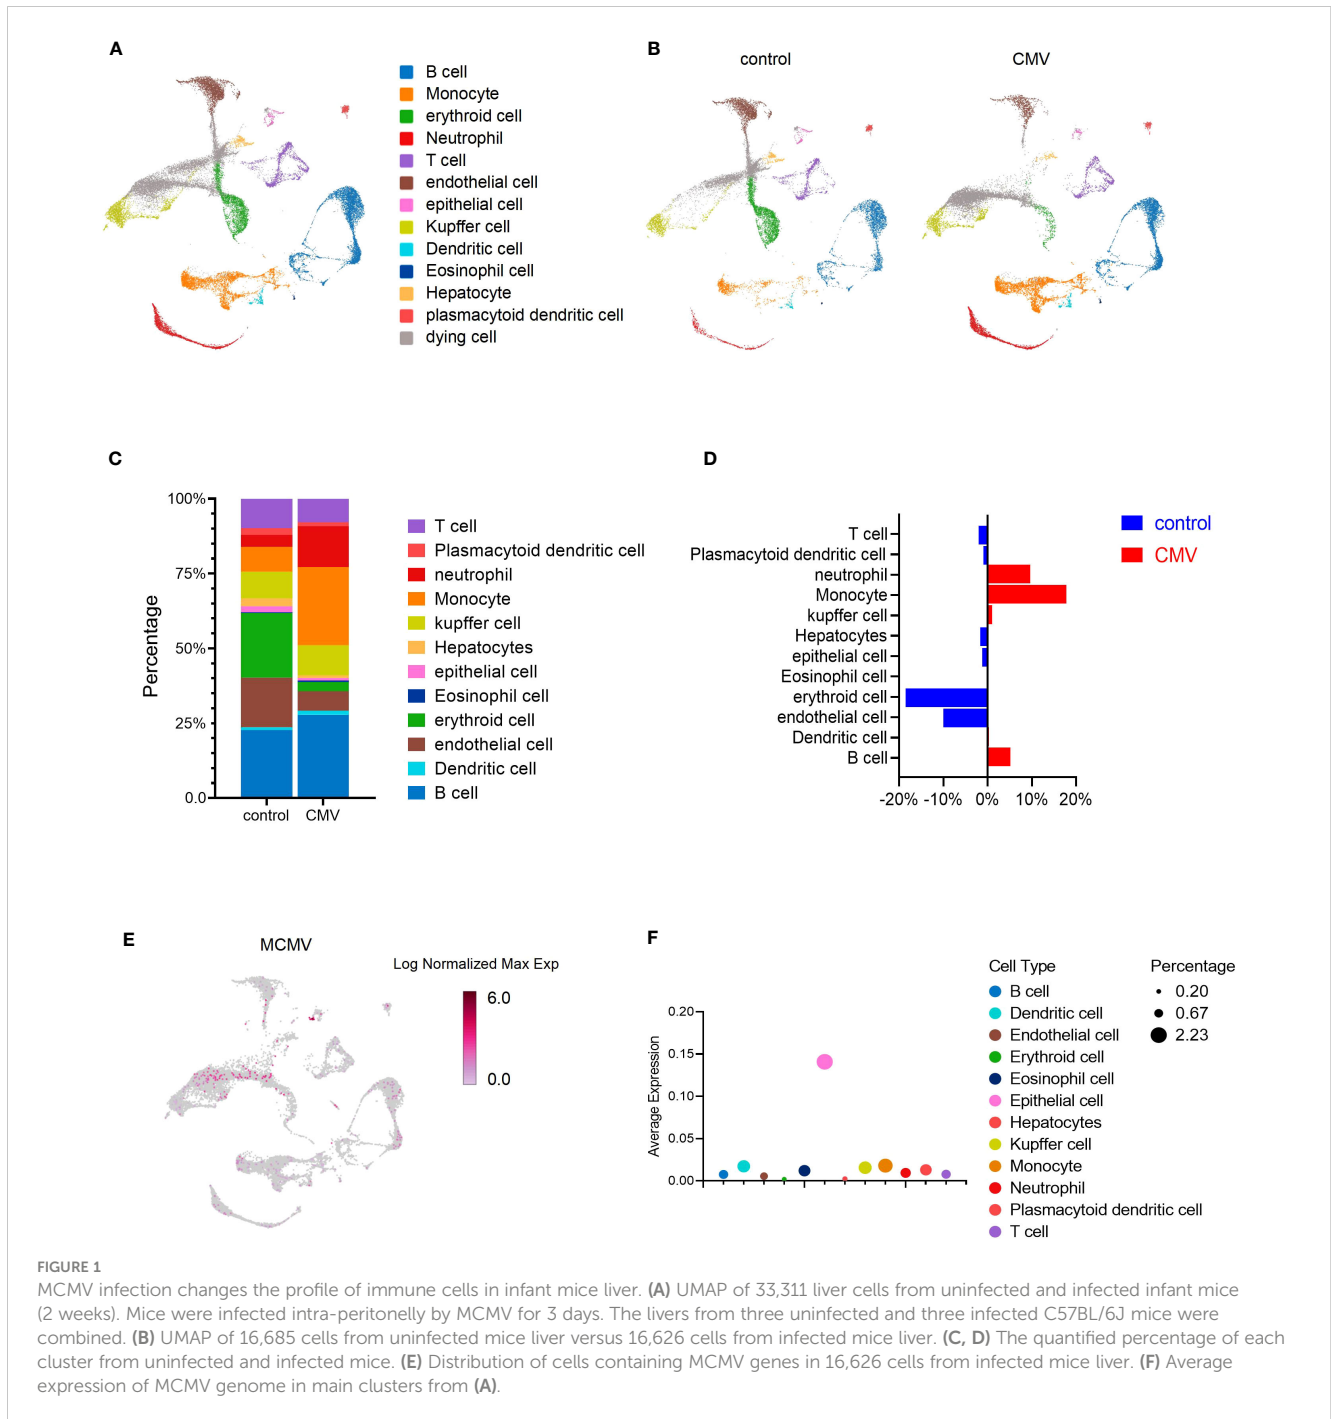 A
B cell
Monocyte
erythroid cell
Neutrophil
T cell
endothelial cell
epithelial cell
Kupffer cell
Dendritic cell
Eosinophil cell
Hepatocyte
plasmacytoid dendritic cell
dying cell
B
control
CMV
C
Percentage
100%
75%
50%
25%
0.0
control
CMV
T cell
Plasmacytoid dendritic cell
neutrophil
Monocyte
kupffer cell
Hepatocytes
epithelial cell
Eosinophil cell
erythroid cell
endothelial cell
Dendritic cell
B cell
D
T cell
Plasmacytoid dendritic cell
neutrophil
Monocyte
kupffer cell
Hepatocytes
epithelial cell
Eosinophil cell
erythroid cell
endothelial cell
Dendritic cell
B cell
-20% -10% 0% 10% 20%
control
CMV
E
MCMV
Log Normalized Max Exp
6.0
0.0
F
Average Expression
0.20
0.15
0.10
0.05
0.00
Cell Type
B cell
Dendritic cell
Endothelial cell
Erythroid cell
Eosinophil cell
Epithelial cell
Hepatocytes
Kupffer cell
Monocyte
Neutrophil
Plasmacytoid dendritic cell
T cell
Percentage
0.20
0.67
2.23
FIGURE 1
MCMV infection changes the profile of immune cells in infant mice liver. (A) UMAP of 33,311 liver cells from uninfected and infected infant mice
(2 weeks). Mice were infected intra-peritonelly by MCMV for 3 days. The livers from three uninfected and three infected C57BL/6J mice were
combined. (B) UMAP of 16,685 cells from uninfected mice liver versus 16,626 cells from infected mice liver. (C, D) The quantified percentage of each
cluster from uninfected and infected mice. (E) Distribution of cells containing MCMV genes in 16,626 cells from infected mice liver. (F) Average
expression of MCMV genome in main clusters from (A).